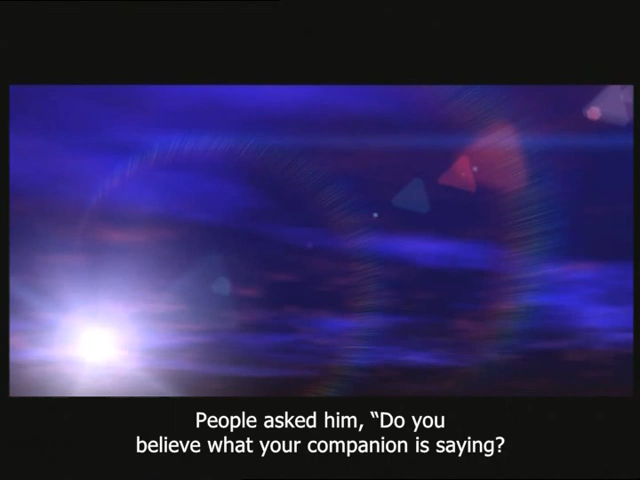 People asked him, “Do you
believe what your companion is saying?